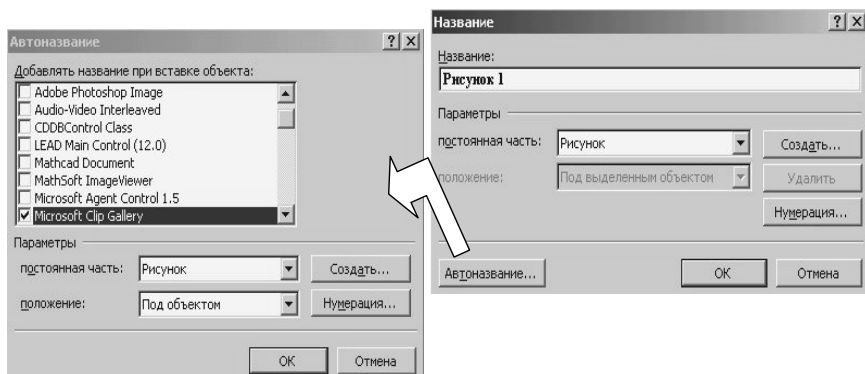 Автоназвание
Добавлять название при вставке объекта:
Adobe Photoshop Image
Audio-Video Interleaved
CDDBControl Class
LEAD Main Control (12.0)
Mathcad Document
MathSoft ImageViewer
Microsoft Agent Control 1.5
Microsoft Clip Gallery
Параметры
постоянная часть: Рисунок Создать...
положение: Под объектом Нумерация...
ОК Отмена
Название
Название:
Рисунок 1
Параметры
постоянная часть: Рисунок Создать...
положение: Под выделенным объектом Удалить
Нумерация...
Автоназвание... ОК Отмена